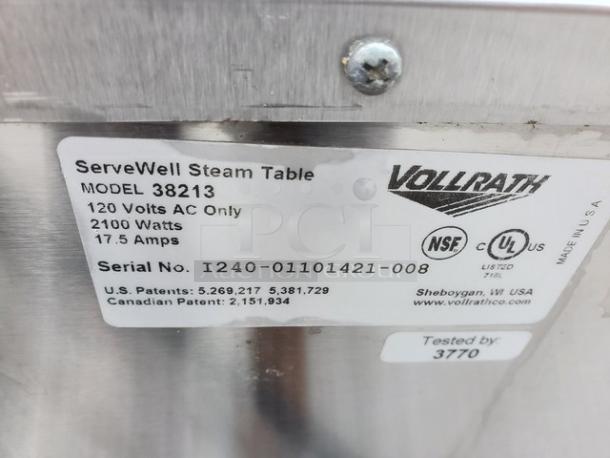 ServeWell Steam Table
MODEL 38213
120 Volts AC Only
2100 Watts
17.5 Amps
Serial No. I240-01101421-008
U.S. Patents: 5,269,217 5,381,729
Canadian Patent: 2,151,934
VOLLRATH
NSF
C UL US
LISTED
718L
Sheboygan, WI USA
www.vollrathco.com
MADE IN USA
Tested by:
3770
PCI